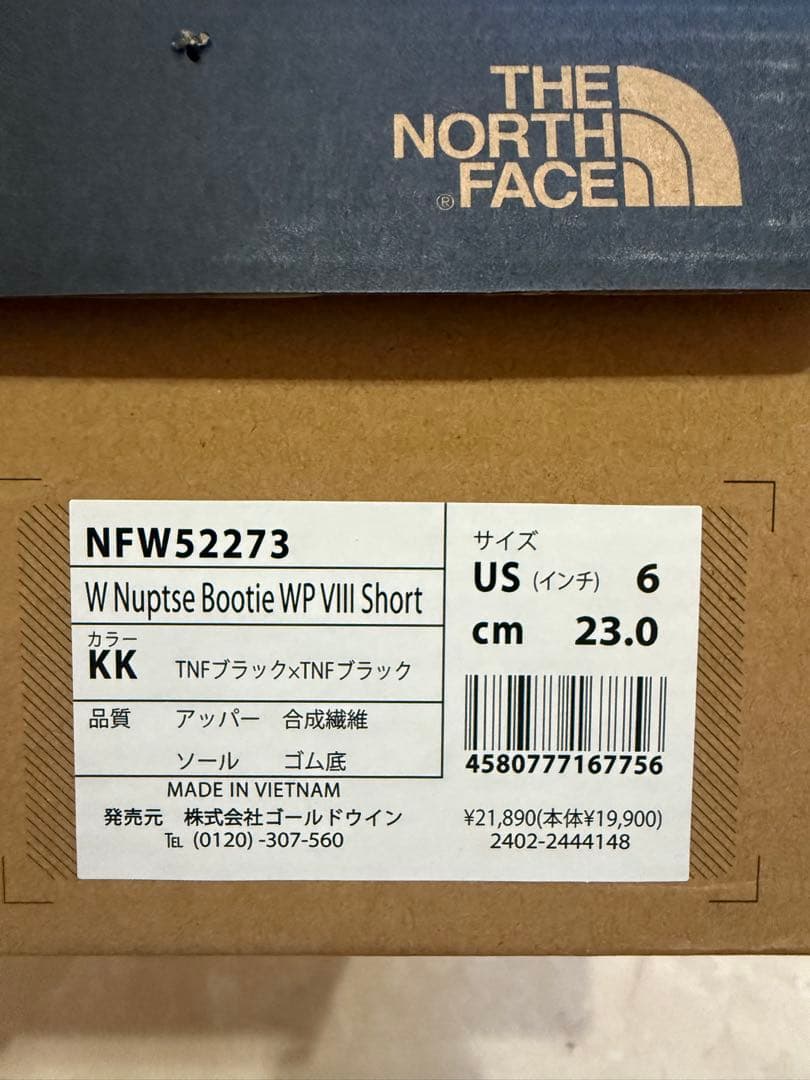 THE
NORTH
FACE®
NFW52273
W Nuptse Bootie WP VIII Short
カラー
KK TNFブラック×TNFブラック
品質 アッパー 合成繊維
ソール ゴム底
MADE IN VIETNAM
発売元 株式会社ゴールドウイン
TEL (0120) -307-560
サイズ
US (インチ) 6
cm 23.0
4580777167756
¥21,890(本体¥19,900)
2402-2444148